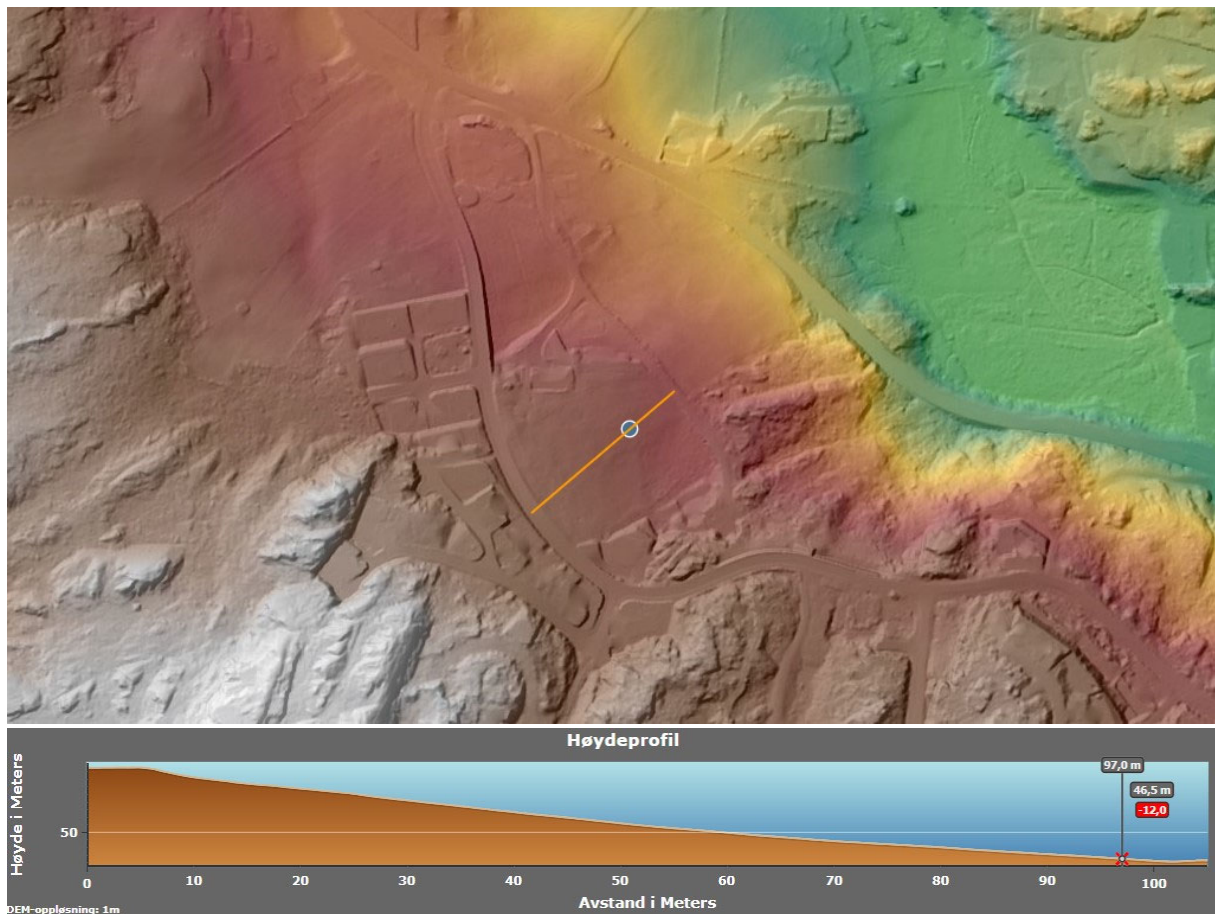 Høydeprofil
97,0 m
46,5 m
-12,0
Høyde i Meters
50
0 10 20 30 40 50 60 70 80 90 100
Avstand i Meters
DEM-oppløsning: 1m